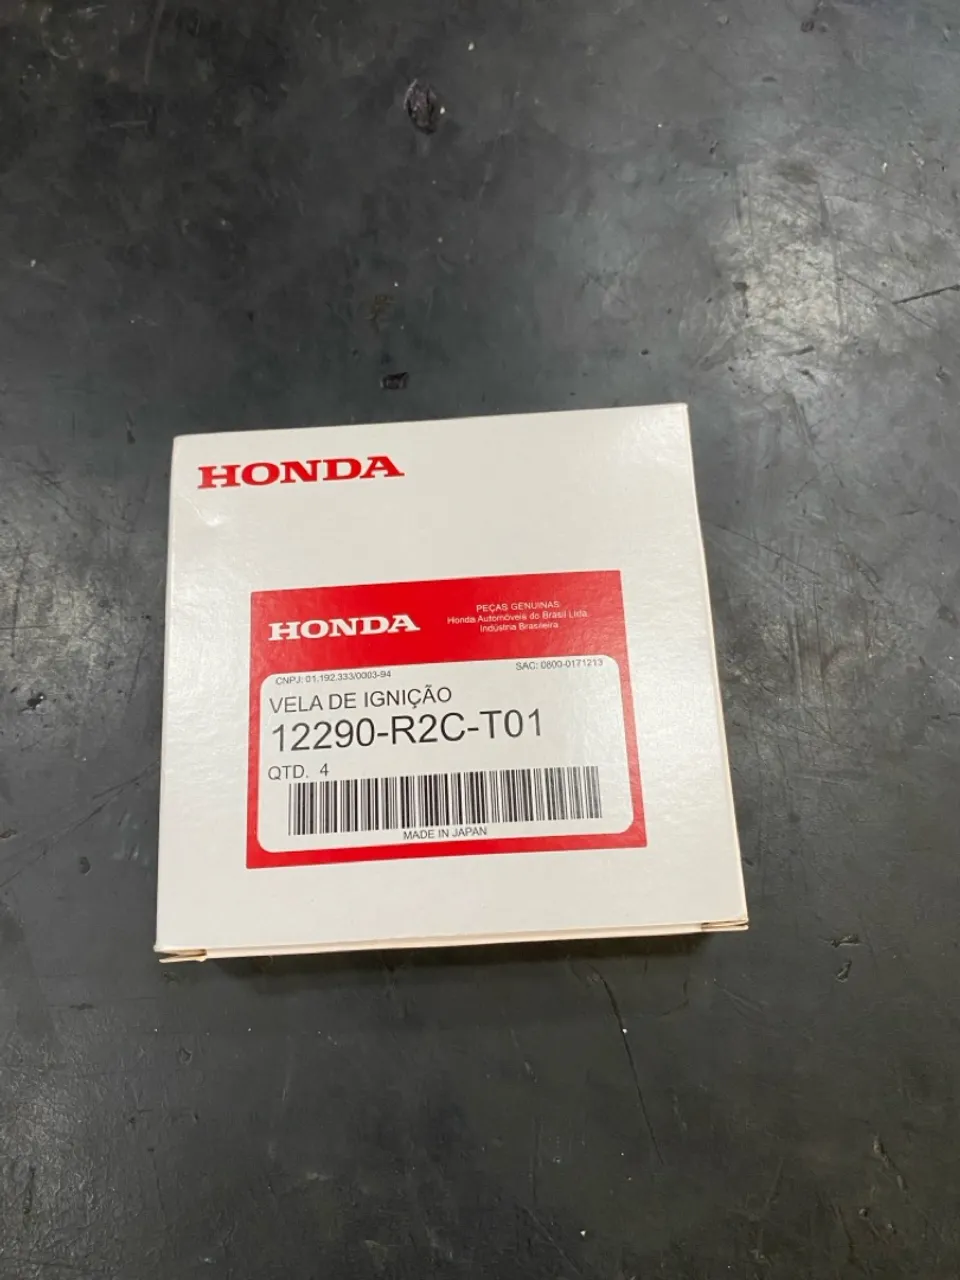 HONDA
HONDA
PEÇAS GENUINAS
Honda Automóveis do Brasil Ltda.
Indústria Brasileira
CNPJ: 01.192.333/0003-94
SAC: 0800-0171213
VELA DE IGNIÇÃO
12290-R2C-T01
QTD. 4
MADE IN JAPAN